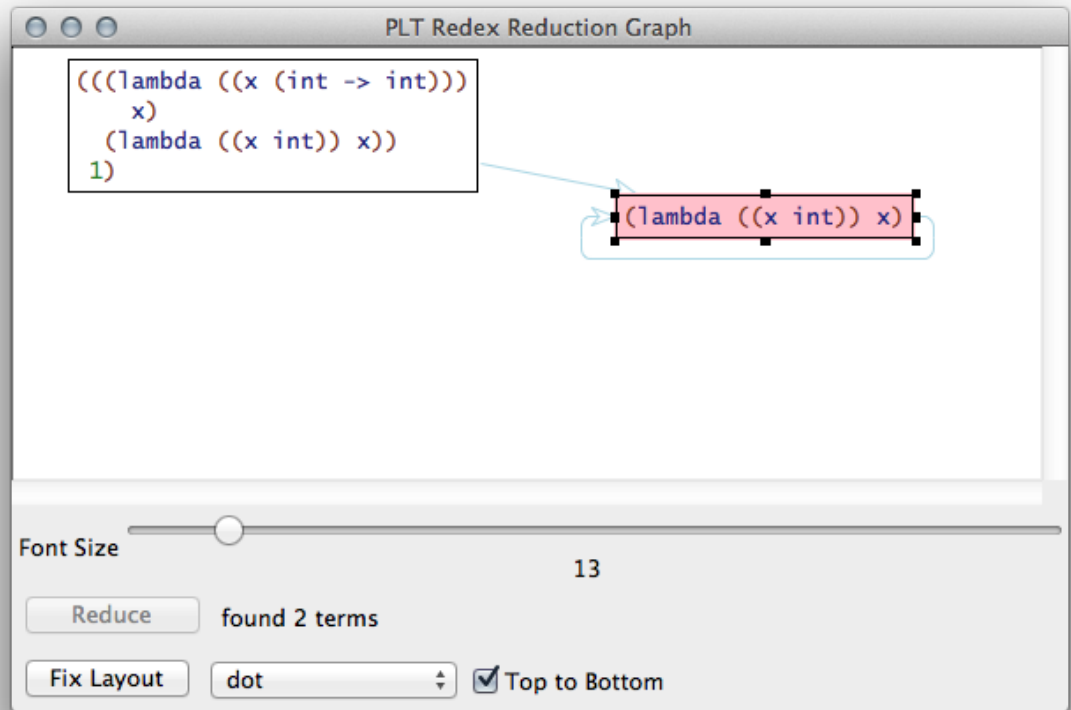 PLT Redex Reduction Graph
(((lambda ((x (int -> int)))
x)
(lambda ((x int)) x))
1)
(lambda ((x int)) x)
Font Size
13
Reduce found 2 terms
Fix Layout dot Top to Bottom